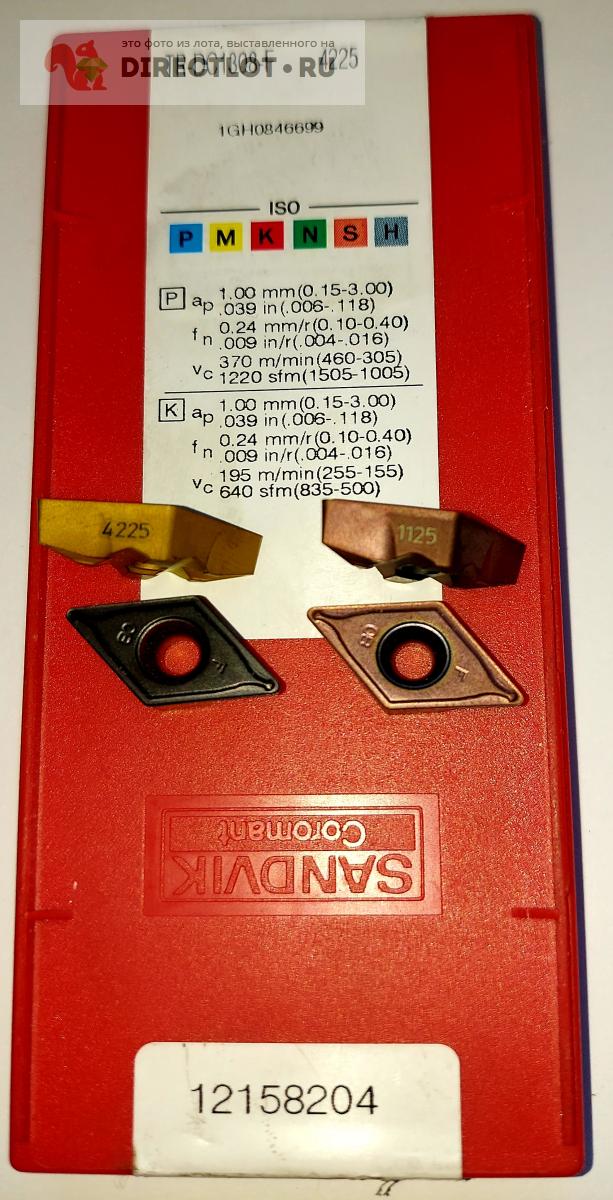 это фото из лота, выставленного на
DIRECTLOT.RU
TR-DC1308-F 4225
1GH0846699
ISO
P M K N S H
P ap 1.00 mm(0.15-3.00)
.039 in(.006-.118)
fn 0.24 mm/r(0.10-0.40)
.009 in/r(.004-.016)
vc 370 m/min(460-305)
1220 sfm(1505-1005)
K ap 1.00 mm(0.15-3.00)
.039 in(.006-.118)
fn 0.24 mm/r(0.10-0.40)
.009 in/r(.004-.016)
vc 195 m/min(255-155)
640 sfm(835-500)
4225
1125
08 F
08 F
SANDVIK
Coromant
12158204